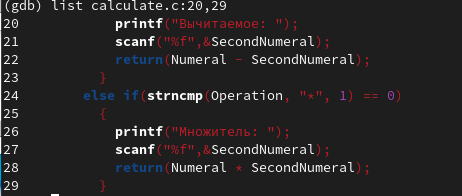 (gdb) list calculate.c:20,29
20 printf("Вычитаемое: ");
21 scanf("%f",&SecondNumeral);
22 return(Numeral - SecondNumeral);
23 }
24 else if(strncmp(Operation, "*", 1) == 0)
25 {
26 printf("Множитель: ");
27 scanf("%f",&SecondNumeral);
28 return(Numeral * SecondNumeral);
29 }